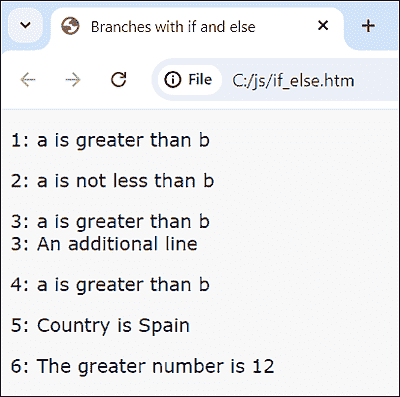 Branches with if and else
File C:/js/if_else.htm
1: a is greater than b
2: a is not less than b
3: a is greater than b
3: An additional line
4: a is greater than b
5: Country is Spain
6: The greater number is 12